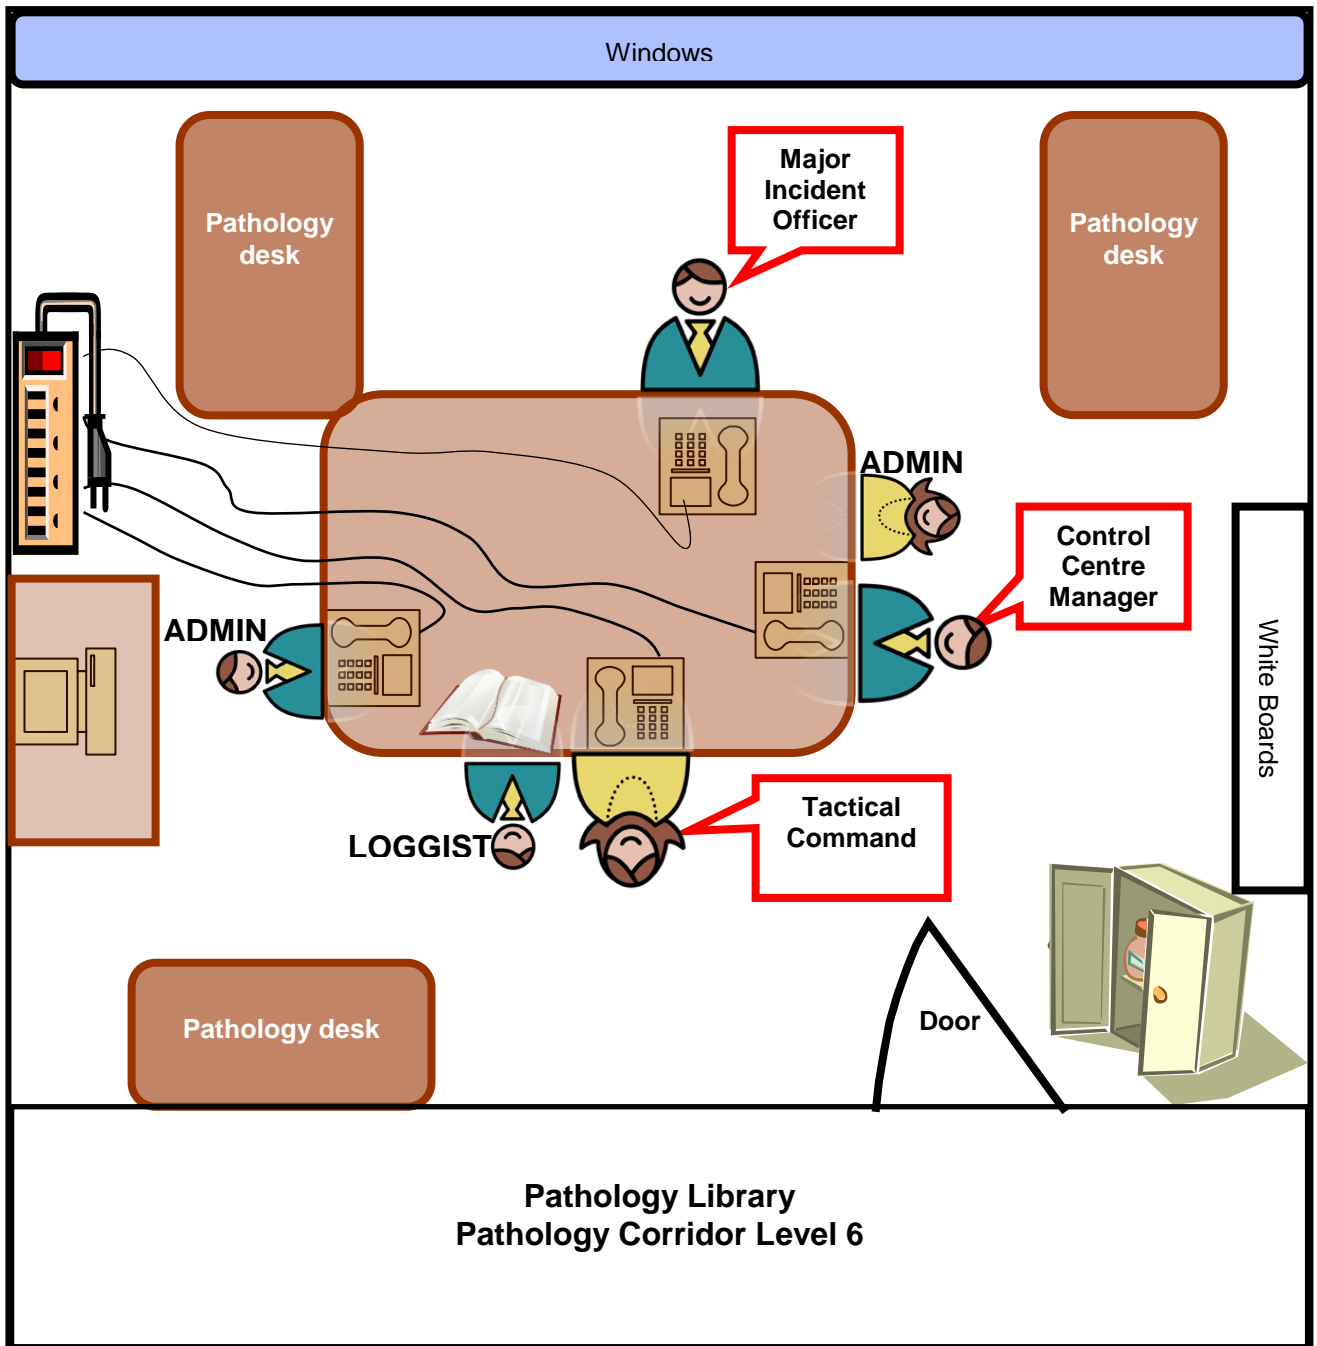 Windows
Major
Incident
Officer
Pathology
desk
Pathology
desk
ADMIN
Control
Centre
Manager
ADMIN
White Boards
Tactical
Command
LOGGIST
Door
Pathology desk
Pathology Library
Pathology Corridor Level 6